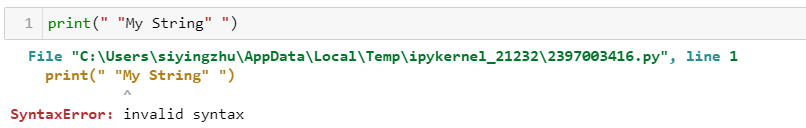 1 print(" "My String" ")
File "C:\Users\siyingzhu\AppData\Local\Temp\ipykernel_21232\2397003416.py", line 1
print(" "My String" ")
^
SyntaxError: invalid syntax